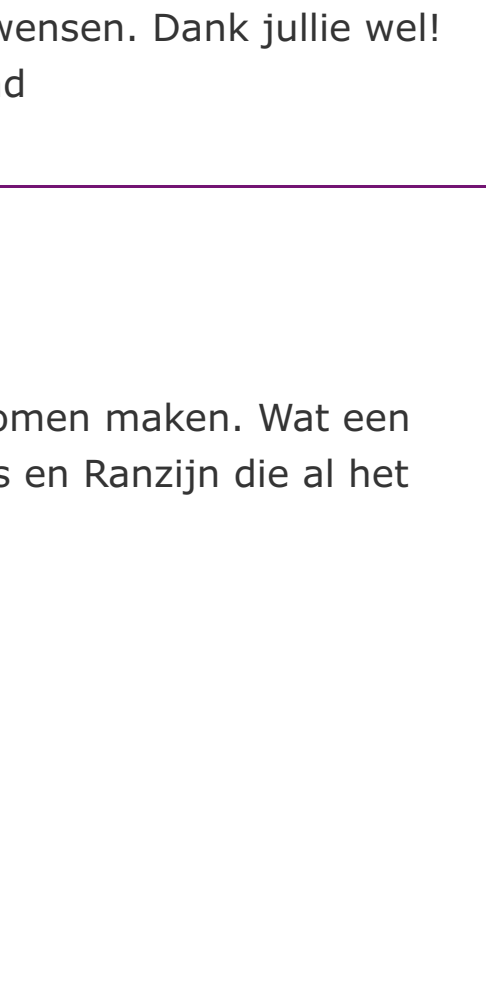 wensen. Dank jullie wel!
d
omen maken. Wat een
s en Ranzijn die al het